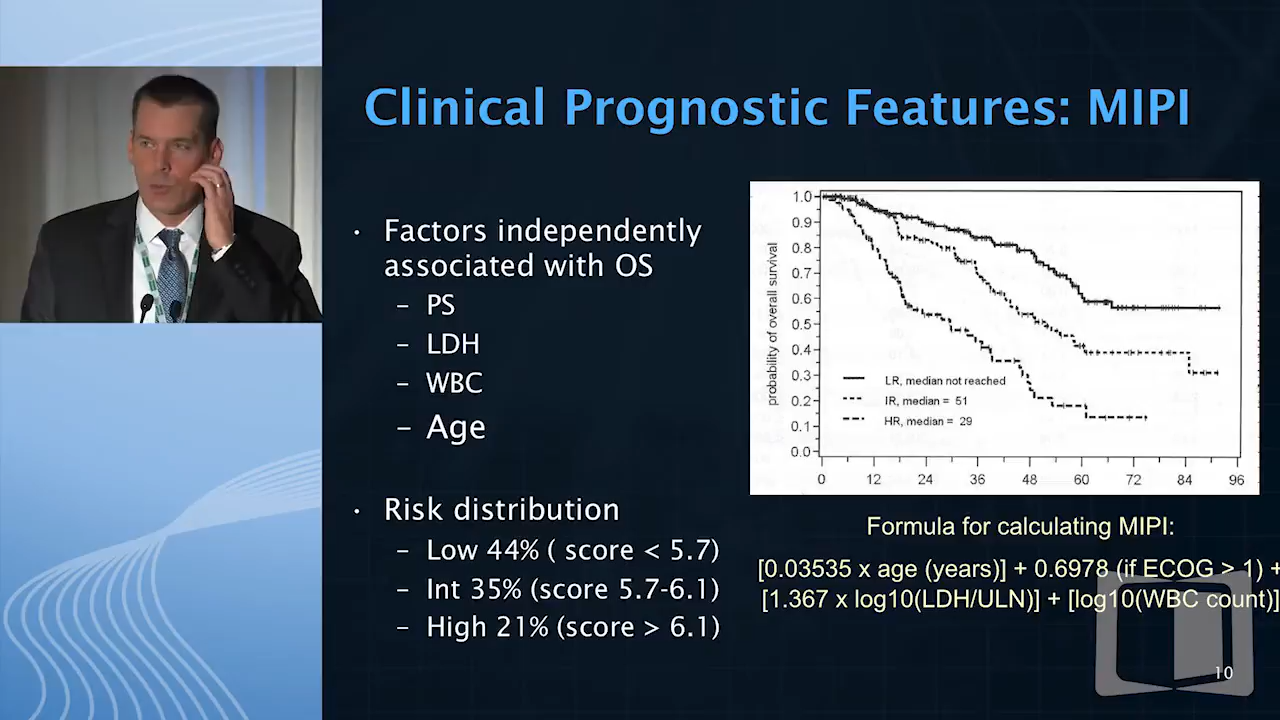 Clinical Prognostic Features: MIPI
• Factors independently
associated with OS
– PS
– LDH
– WBC
– Age
• Risk distribution
– Low 44% ( score < 5.7)
– Int 35% (score 5.7-6.1)
– High 21% (score > 6.1)
probability of overall survival
1.0
0.9
0.8
0.7
0.6
0.5
0.4
0.3
0.2
0.1
0.0
LR, median not reached
IR, median = 51
HR, median = 29
0 12 24 36 48 60 72 84 96
Formula for calculating MIPI:
[0.03535 x age (years)] + 0.6978 (if ECOG > 1) +
[1.367 x log10(LDH/ULN)] + [log10(WBC count)]
10